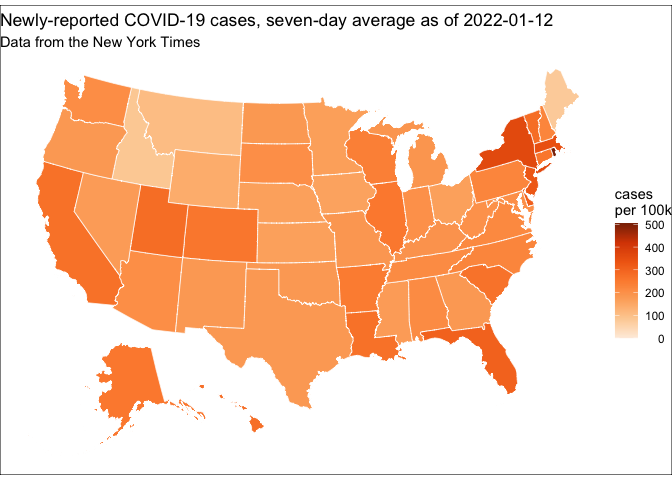 Newly-reported COVID-19 cases, seven-day average as of 2022-01-12
Data from the New York Times
cases
per 100k
500
400
300
200
100
0